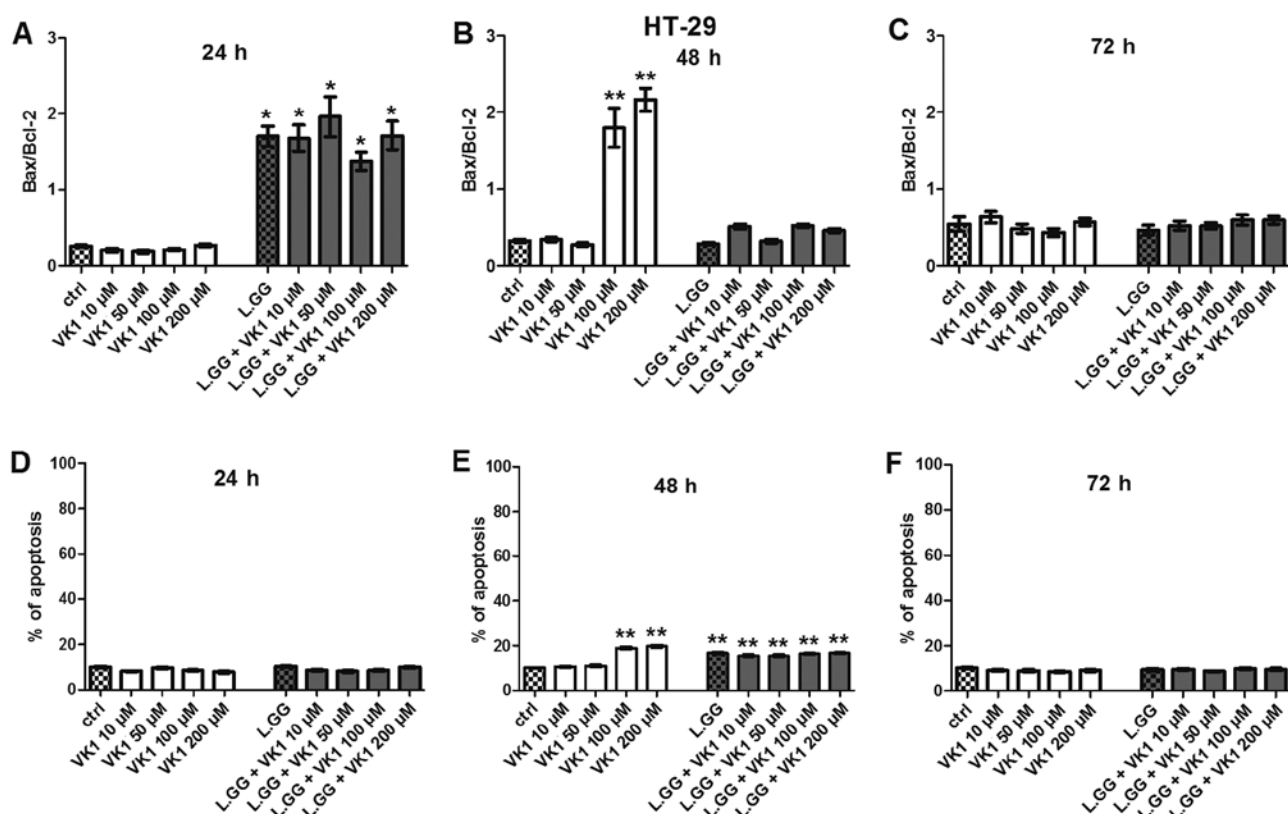 A
24 h
Bax/Bcl-2
3
2
1
0
*
*
*
*
*
ctrl
VK1 10 µM
VK1 50 µM
VK1 100 µM
VK1 200 µM
L.GG
L.GG + VK1 10 µM
L.GG + VK1 50 µM
L.GG + VK1 100 µM
L.GG + VK1 200 µM
B
HT-29
48 h
Bax/Bcl-2
3
2
1
0
**
**
ctrl
VK1 10 µM
VK1 50 µM
VK1 100 µM
VK1 200 µM
L.GG
L.GG + VK1 10 µM
L.GG + VK1 50 µM
L.GG + VK1 100 µM
L.GG + VK1 200 µM
C
72 h
Bax/Bcl-2
3
2
1
0
ctrl
VK1 10 µM
VK1 50 µM
VK1 100 µM
VK1 200 µM
L.GG
L.GG + VK1 10 µM
L.GG + VK1 50 µM
L.GG + VK1 100 µM
L.GG + VK1 200 µM
D
24 h
% of apoptosis
100
80
60
40
20
0
ctrl
VK1 10 µM
VK1 50 µM
VK1 100 µM
VK1 200 µM
L.GG
L.GG + VK1 10 µM
L.GG + VK1 50 µM
L.GG + VK1 100 µM
L.GG + VK1 200 µM
E
48 h
% of apoptosis
100
80
60
40
20
0
**
**
**
**
**
**
**
ctrl
VK1 10 µM
VK1 50 µM
VK1 100 µM
VK1 200 µM
L.GG
L.GG + VK1 10 µM
L.GG + VK1 50 µM
L.GG + VK1 100 µM
L.GG + VK1 200 µM
F
72 h
% of apoptosis
100
80
60
40
20
0
ctrl
VK1 10 µM
VK1 50 µM
VK1 100 µM
VK1 200 µM
L.GG
L.GG + VK1 10 µM
L.GG + VK1 50 µM
L.GG + VK1 100 µM
L.GG + VK1 200 µM